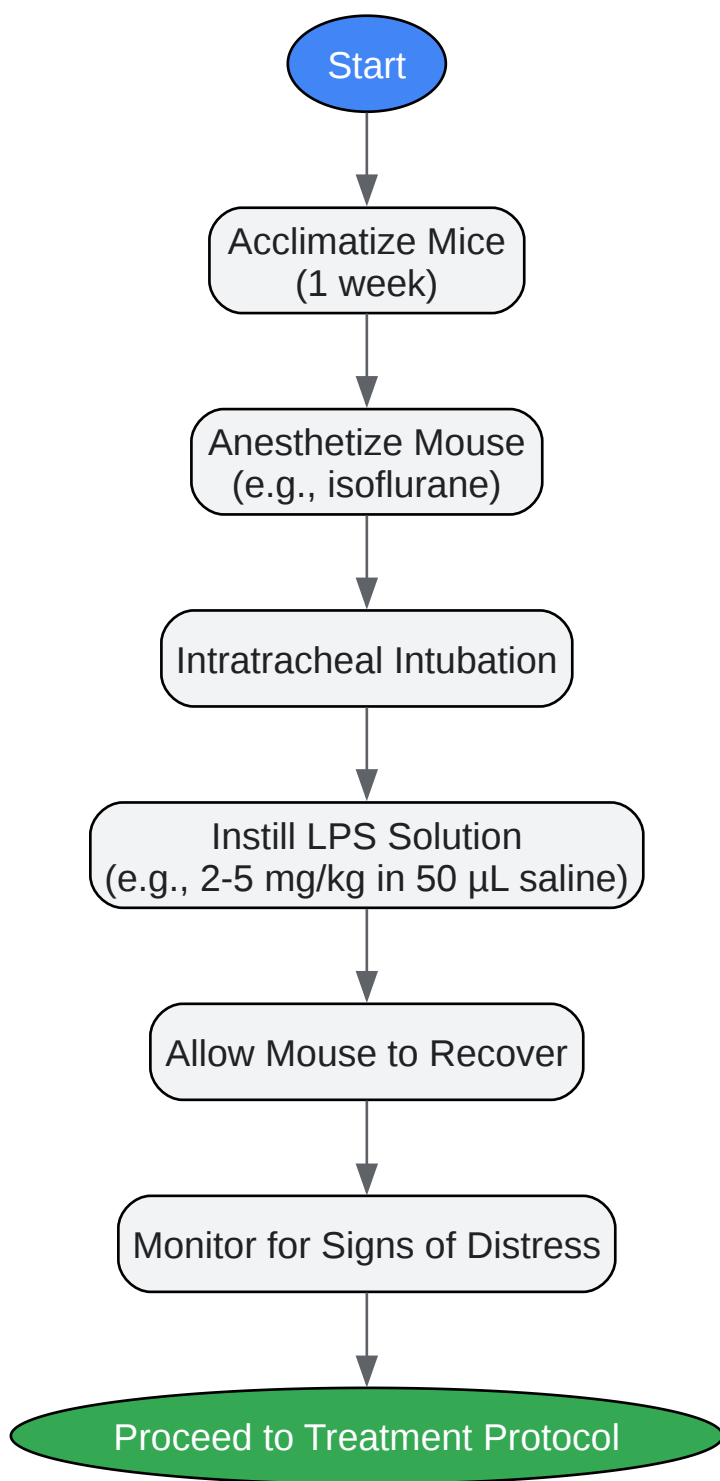 Start
Acclimatize Mice
(1 week)
Anesthetize Mouse
(e.g., isoflurane)
Intratracheal Intubation
Instill LPS Solution
(e.g., 2-5 mg/kg in 50 µL saline)
Allow Mouse to Recover
Monitor for Signs of Distress
Proceed to Treatment Protocol